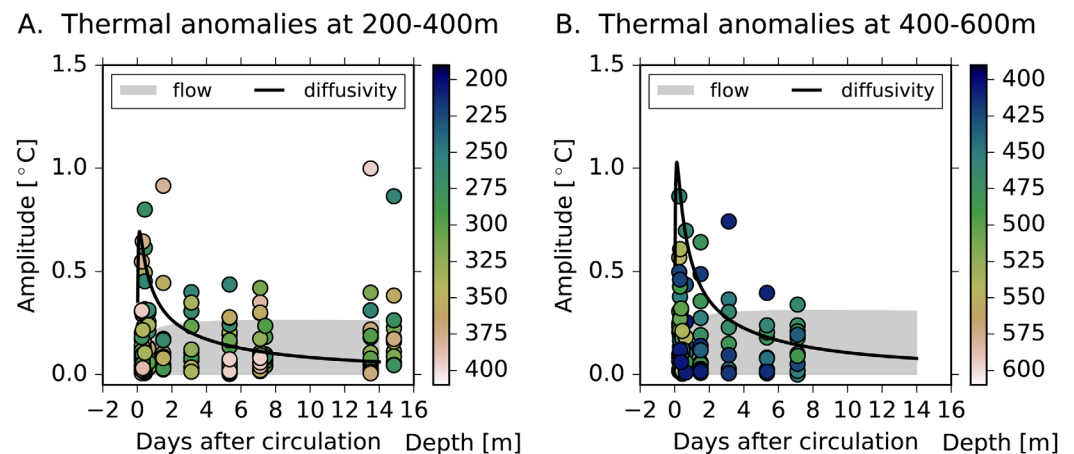 A. Thermal anomalies at 200-400m
1.5
1.0
0.5
0.0
Amplitude [°C]
flow
diffusivity
−2 0 2 4 6 8 10 12 14 16
Days after circulation
200
225
250
275
300
325
350
375
400
Depth [m]
B. Thermal anomalies at 400-600m
1.5
1.0
0.5
0.0
Amplitude [°C]
flow
diffusivity
−2 0 2 4 6 8 10 12 14 16
Days after circulation
400
425
450
475
500
525
550
575
600
Depth [m]